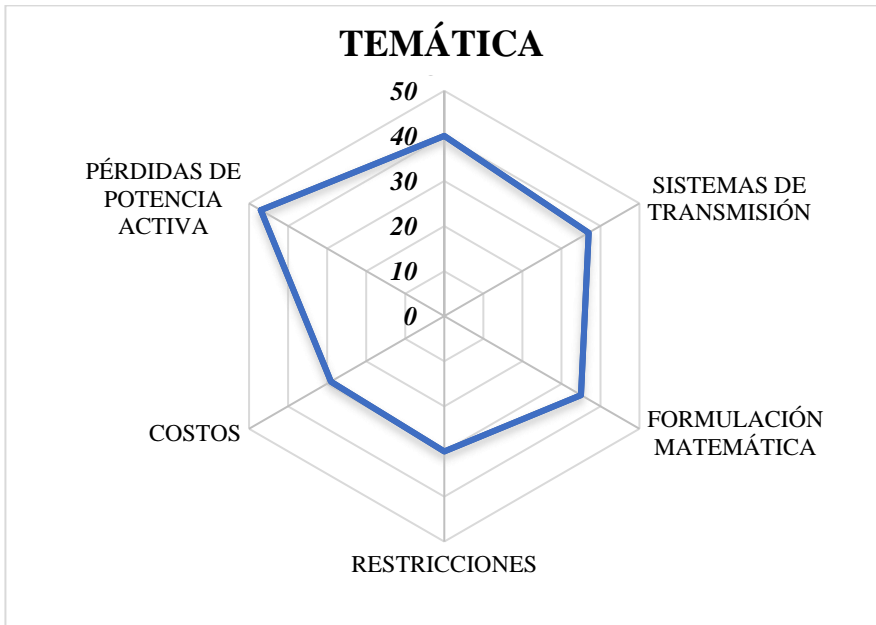 TEMÁTICA
50
40
30
20
10
0
PÉRDIDAS DE
POTENCIA
ACTIVA
SISTEMAS DE
TRANSMISIÓN
COSTOS
FORMULACIÓN
MATEMÁTICA
RESTRICCIONES